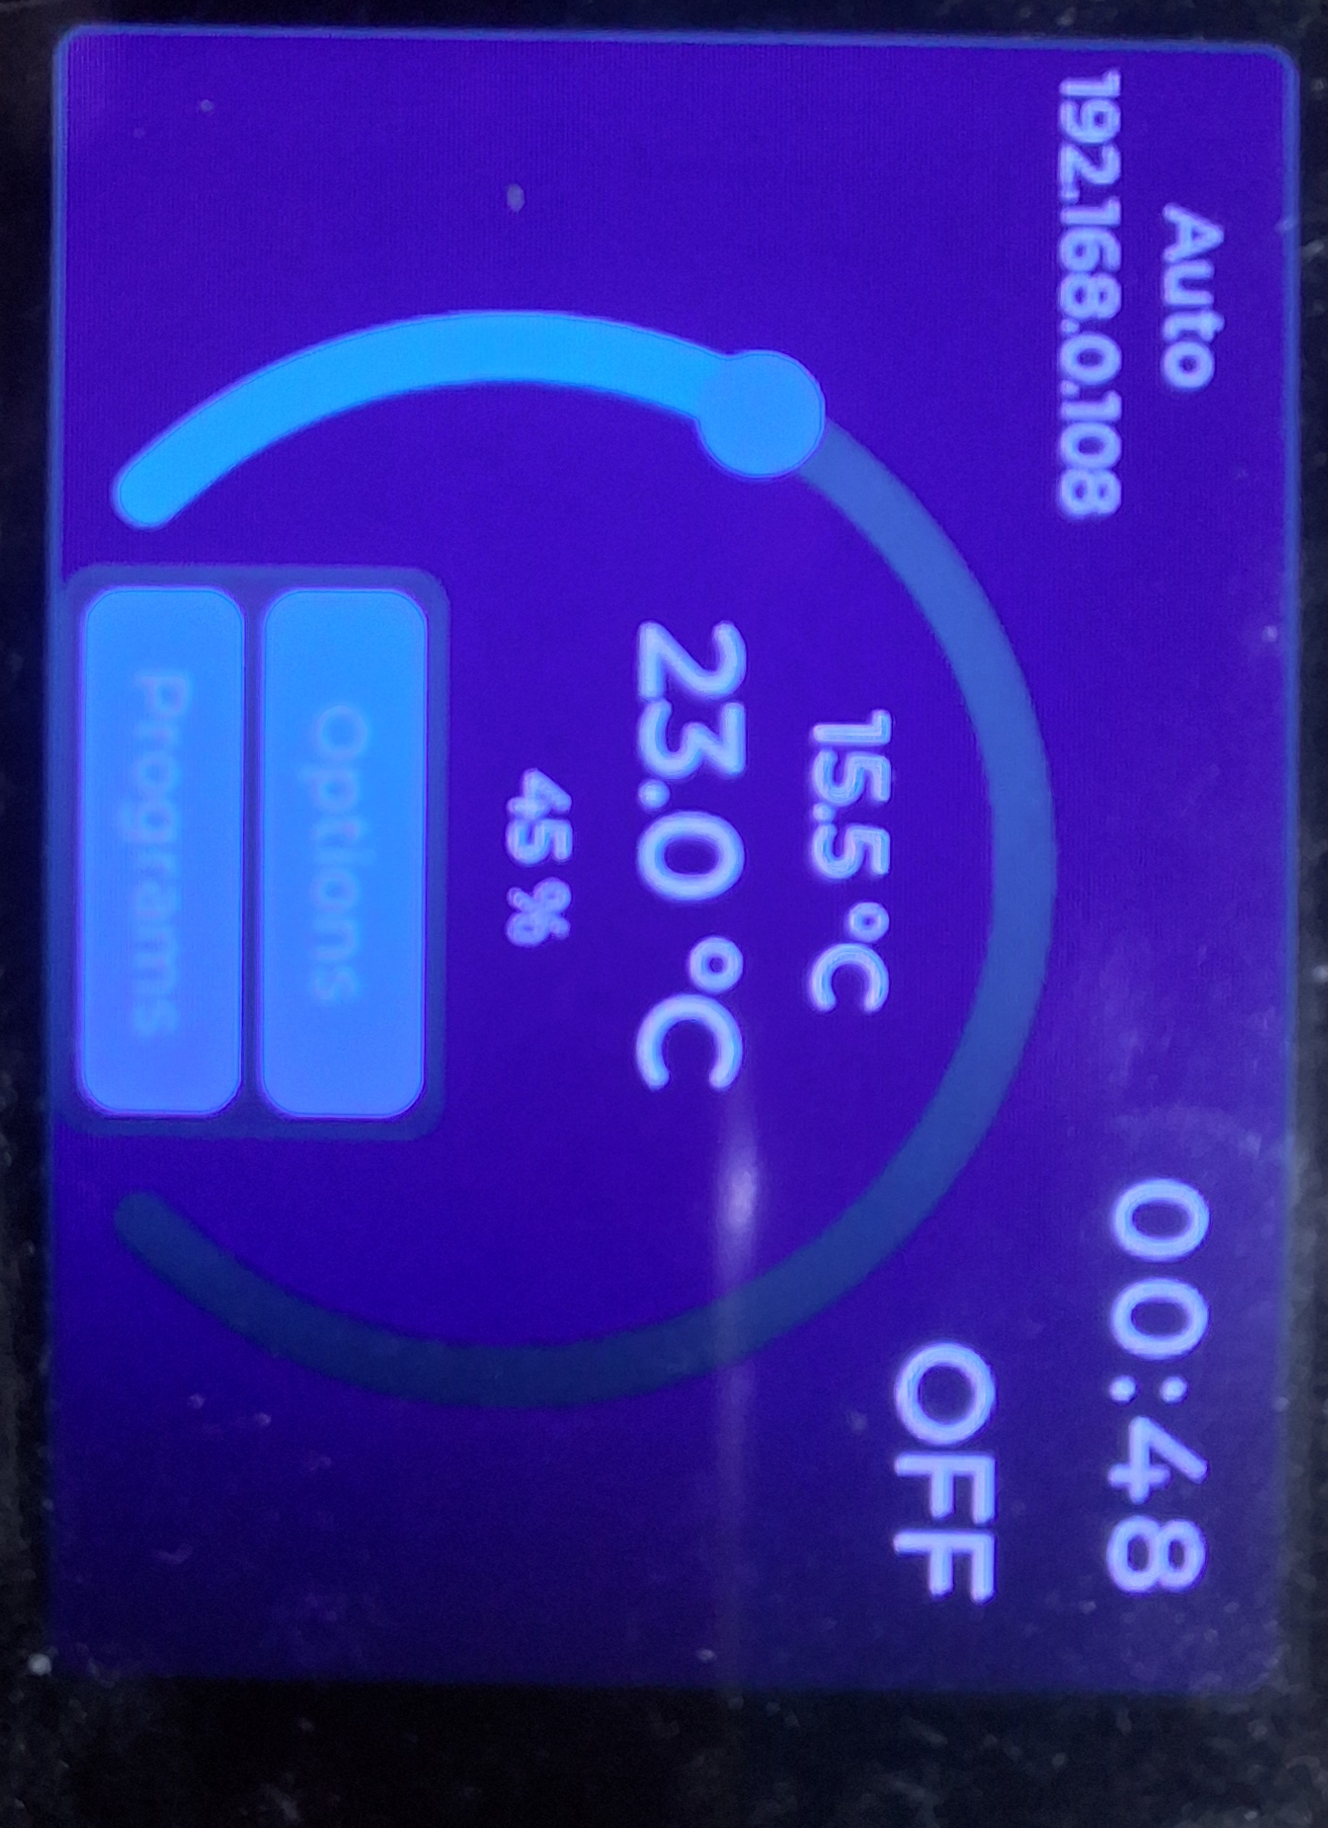 Auto
00:48
192.168.0.108
OFF
15.5 °C
23.0 °C
45 %
Options
Programs